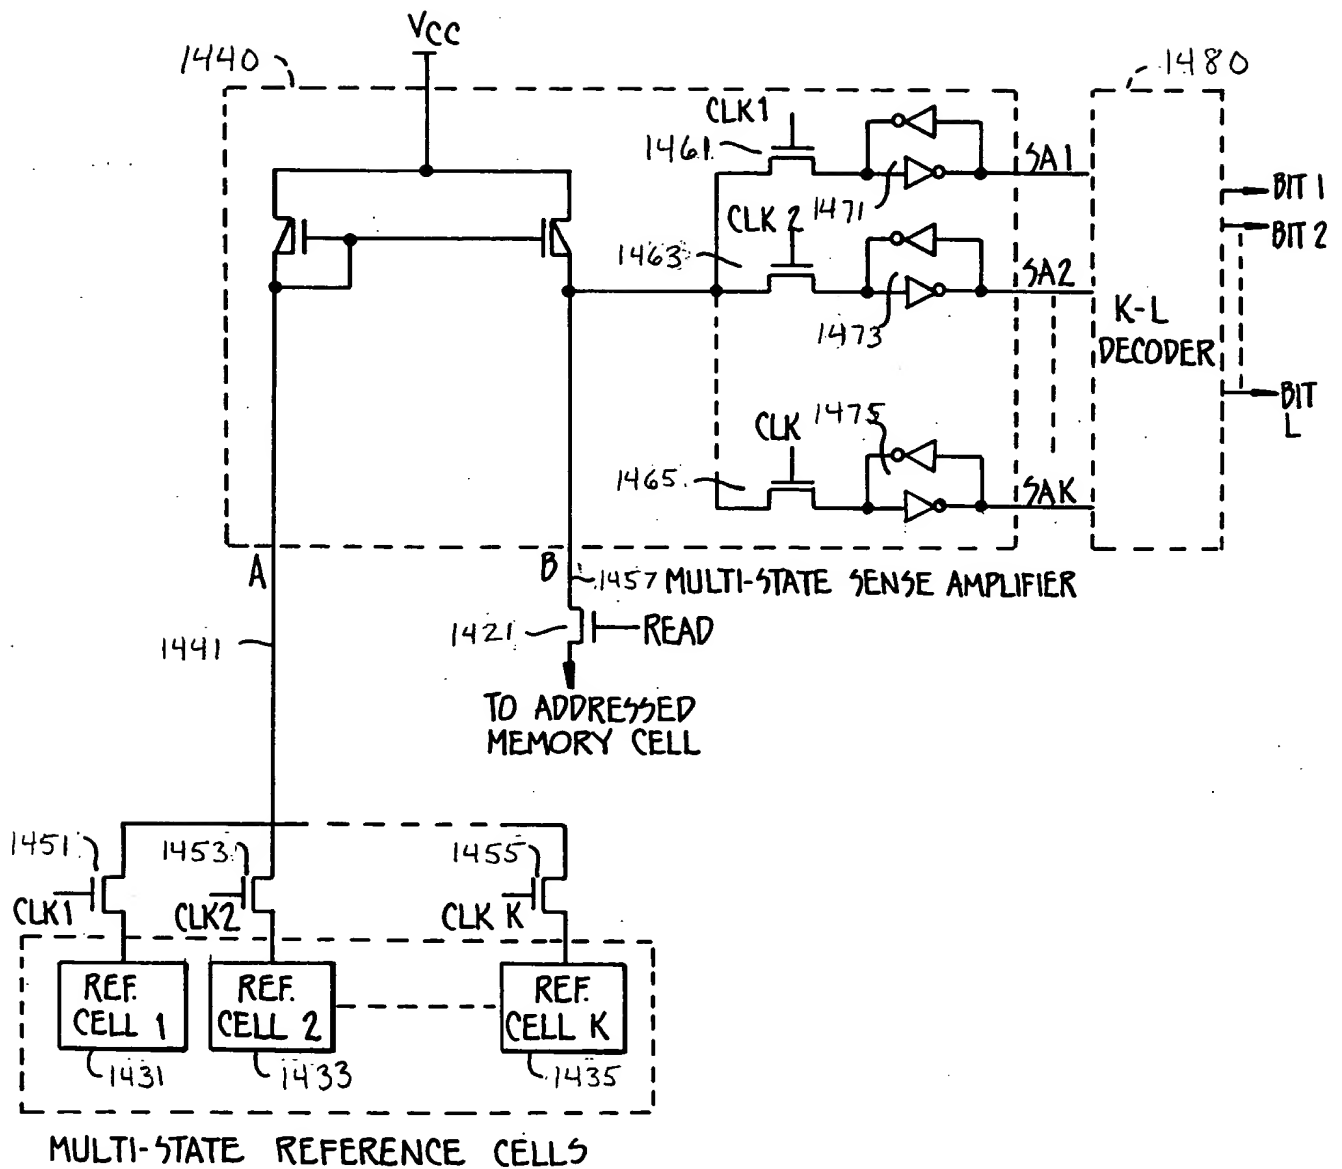 VCC
1440
1480
CLK1
1461
SA1
1471
BIT 1
CLK 2
BIT 2
1463
SA2
1473
K-L
DECODER
CLK
1475
BIT
L
1465
SAK
A
B
1457
MULTI-STATE SENSE AMPLIFIER
1421
READ
1441
TO ADDRESSED
MEMORY CELL
1451
1453
1455
CLK1
CLK2
CLK K
REF.
CELL 1
REF.
CELL 2
REF.
CELL K
1431
1433
1435
MULTI-STATE REFERENCE CELLS